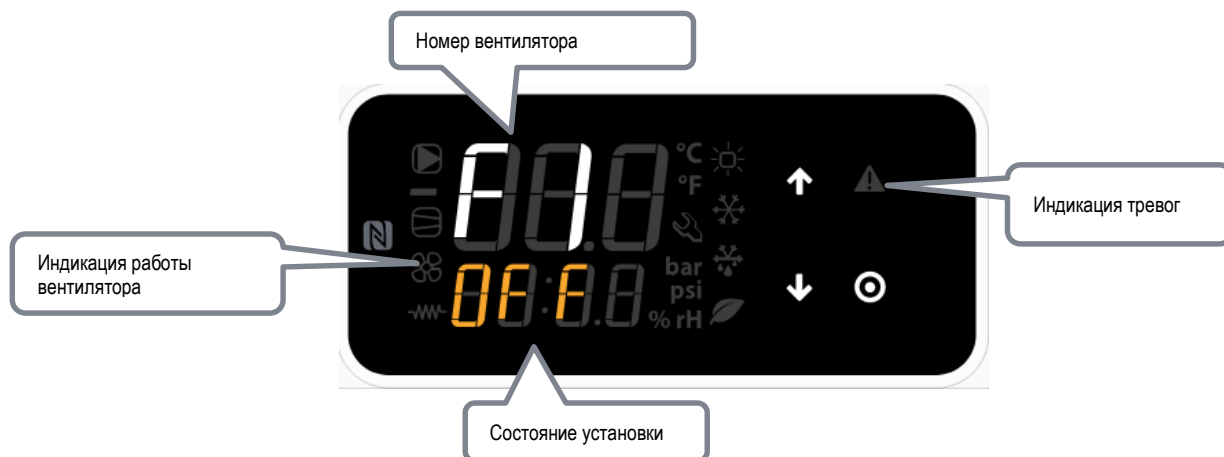 Номер вентилятора
F1
°C
°F
Индикация тревог
Индикация работы
вентилятора
OFF
bar
psi
% rH
Состояние установки